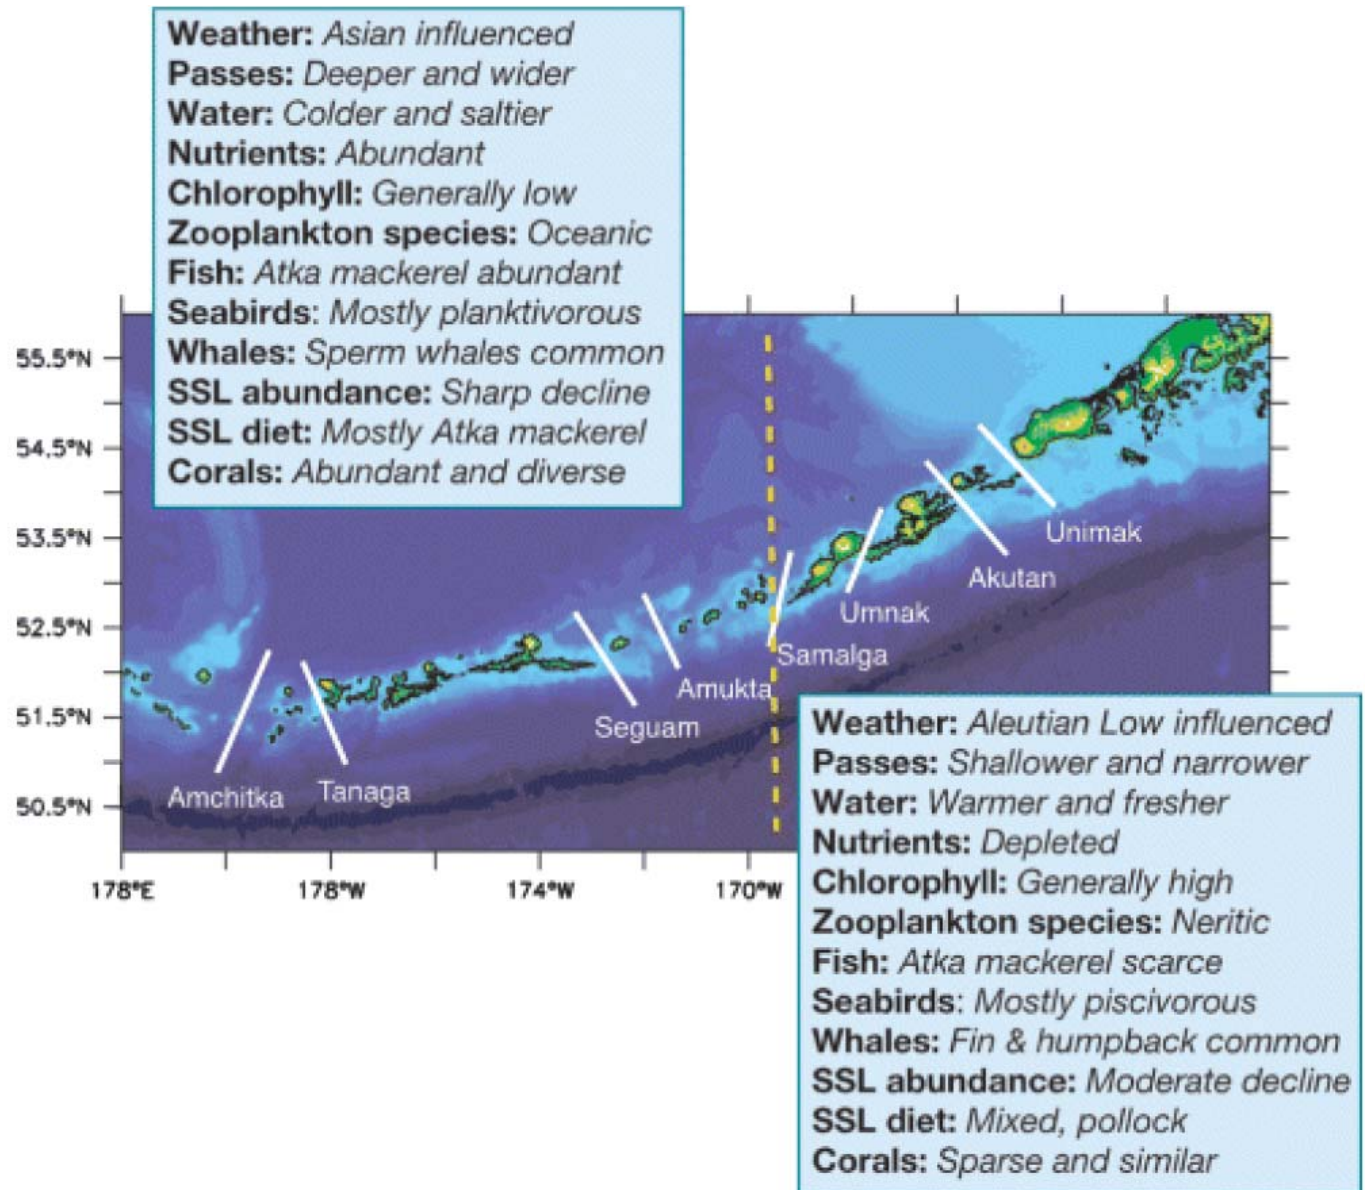 Weather: Asian influenced
Passes: Deeper and wider
Water: Colder and saltier
Nutrients: Abundant
Chlorophyll: Generally low
Zooplankton species: Oceanic
Fish: Atka mackerel abundant
Seabirds: Mostly planktivorous
Whales: Sperm whales common
SSL abundance: Sharp decline
SSL diet: Mostly Atka mackerel
Corals: Abundant and diverse
55.5°N
54.5°N
53.5°N
52.5°N
51.5°N
50.5°N
Unimak
Akutan
Umnak
Samalga
Amukta
Seguam
Tanaga
Amchitka
178°E
178°W
174°W
170°W
Weather: Aleutian Low influenced
Passes: Shallower and narrower
Water: Warmer and fresher
Nutrients: Depleted
Chlorophyll: Generally high
Zooplankton species: Neritic
Fish: Atka mackerel scarce
Seabirds: Mostly piscivorous
Whales: Fin & humpback common
SSL abundance: Moderate decline
SSL diet: Mixed, pollock
Corals: Sparse and similar